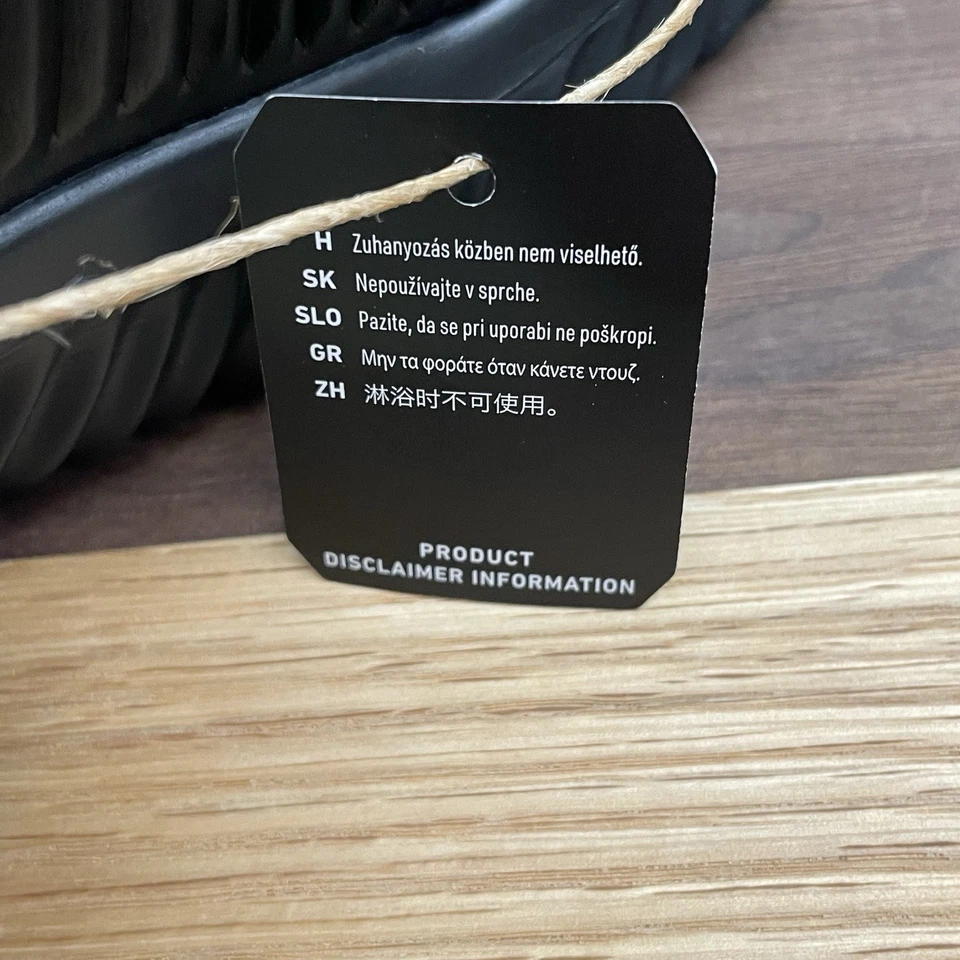 H Zuhanyozás közben nem viselhető.
SK Nepoužívajte v sprche.
SLO Pazite, da se pri uporabi ne poškropi.
GR Μην τα φοράτε όταν κάνετε ντουζ.
ZH 淋浴时不可使用。
PRODUCT
DISCLAIMER INFORMATION